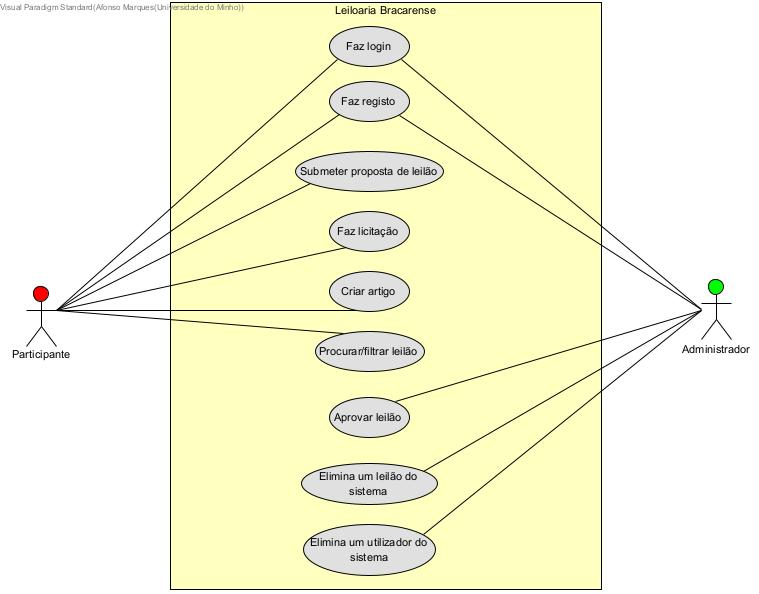 Visual Paradigm Standard(Afonso Marques(Universidade do Minho))
Leiloaria Bracarense
Faz login
Faz registo
Submeter proposta de leilão
Faz licitação
Criar artigo
Procurar/filtrar leilão
Participante
Administrador
Aprovar leilão
Elimina um leilão do
sistema
Elimina um utilizador do
sistema